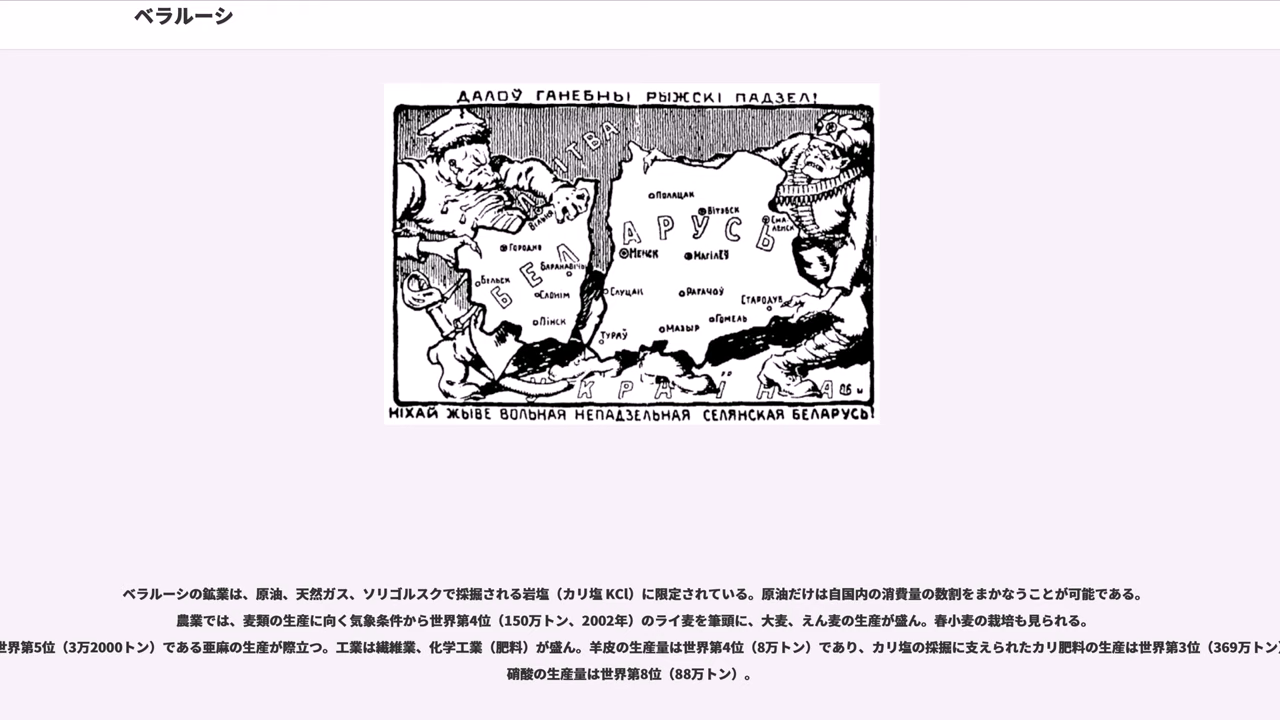 ベラルーシ
ДАЛОЎ ГАНЕБНЫ РЫЖСКІ ПАДЗЕЛ!
ПОЛАЦАК
ВІТЭБСК
ВІЛЬНА
СМАЛЕНСК
АРУСЬ
ГОРОДНО
МЕНСК
МАГІЛЕЎ
БЕЛ
БАРАНАВІЧЫ
БЕЛЬСК
СЛОНІМ
СЛУЦАК
РАГАЧОЎ
СТАРОДУБ
ПІНСК
ТУРАЎ
МАЗЫР
ГОМЕЛЬ
НІХАЙ ЖЫВЕ ВОЛЬНАЯ НЕПАДЗЕЛЬНАЯ СЕЛЯНСКАЯ БЕЛАРУСЬ!
ベラルーシの鉱業は、原油、天然ガス、ソリゴルスクで採掘される岩塩（カリ塩 KCl）に限定されている。原油だけは自国内の消費量の数割をまかなうことが可能である。
農業では、麦類の生産に向く気象条件から世界第4位（150万トン、2002年）のライ麦を筆頭に、大麦、えん麦の生産が盛ん。春小麦の栽培も見られる。
世界第5位（3万2000トン）である亜麻の生産が際立つ。工業は繊維業、化学工業（肥料）が盛ん。羊皮の生産量は世界第4位（8万トン）であり、カリ塩の採掘に支えられたカリ肥料の生産は世界第3位（369万トン）
硝酸の生産量は世界第8位（88万トン）。